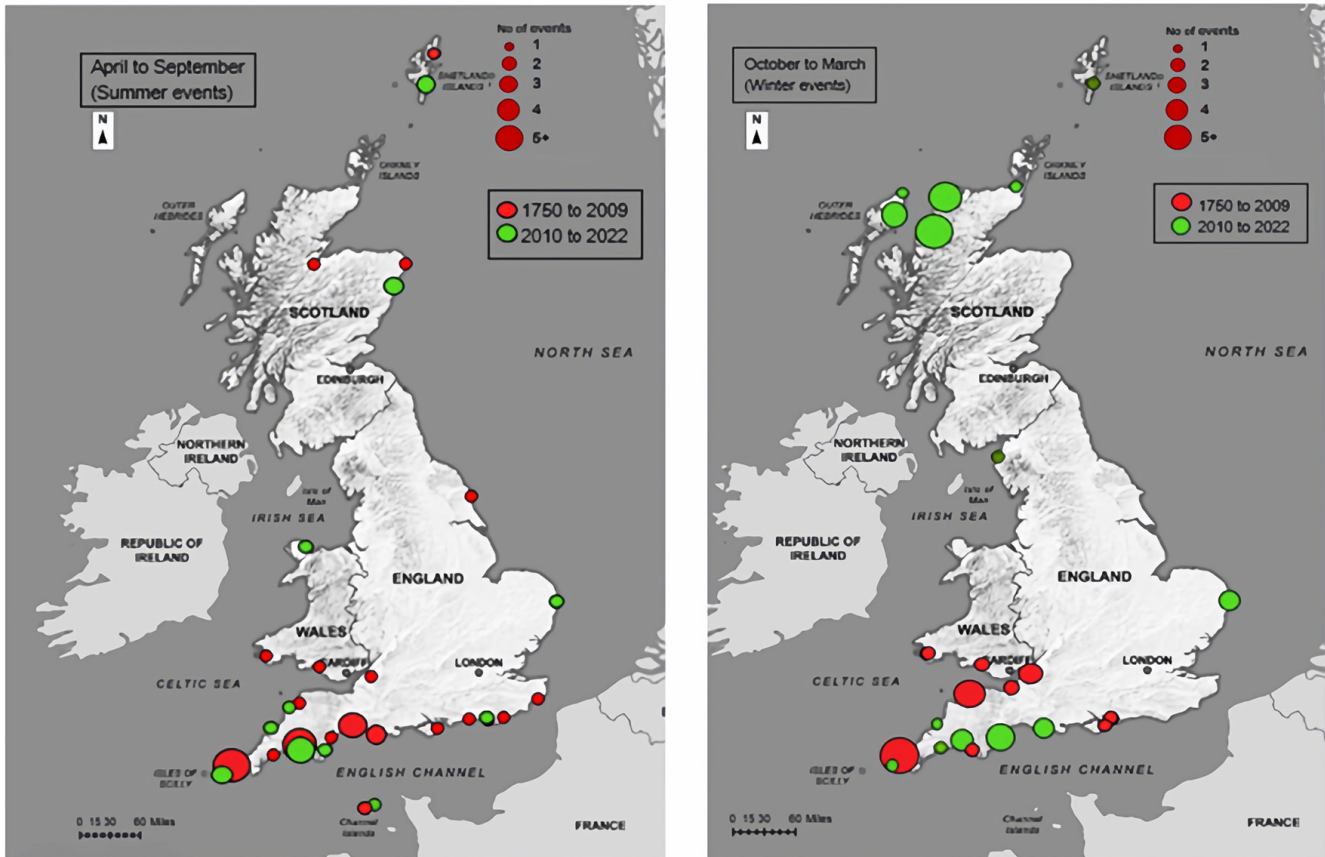 April to September
(Summer events)
N
No of events
1
2
3
4
5+
SHETLANDS
ISLANDS
ORKNEY
ISLANDS
OUTER
HEBRIDES
1750 to 2009
2010 to 2022
SCOTLAND
NORTH SEA
EDINBURGH
NORTHERN
IRELAND
Isle of
Man
IRISH SEA
REPUBLIC OF
IRELAND
ENGLAND
WALES
CARDIFF
LONDON
CELTIC SEA
ISLES OF
SCILLY
ENGLISH CHANNEL
Channel
Islands
0 15 30 60 Miles
FRANCE
October to March
(Winter events)
N
No of events
1
2
3
4
5+
SHETLANDS
ISLANDS
ORKNEY
ISLANDS
OUTER
HEBRIDES
1750 to 2009
2010 to 2022
SCOTLAND
NORTH SEA
EDINBURGH
NORTHERN
IRELAND
Isle of
Man
IRISH SEA
REPUBLIC OF
IRELAND
ENGLAND
WALES
CARDIFF
LONDON
CELTIC SEA
ISLES OF
SCILLY
ENGLISH CHANNEL
Channel
Islands
0 15 30 60 Miles
FRANCE